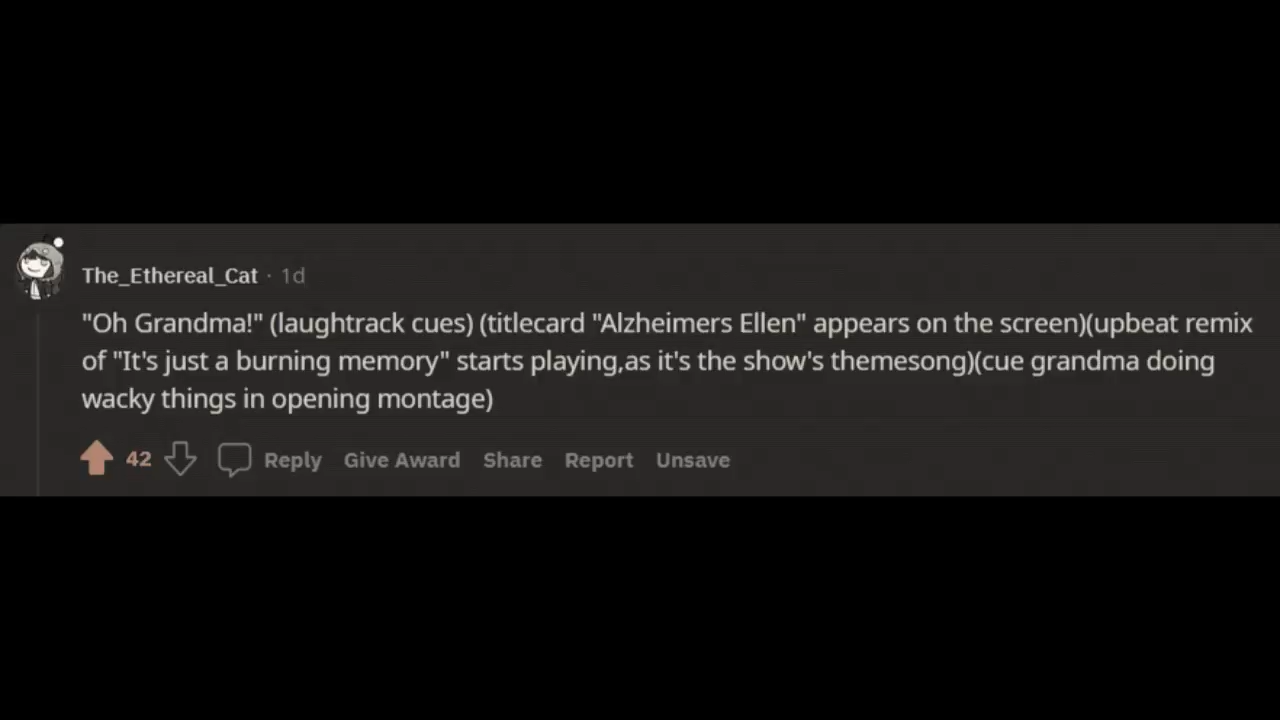 The_Ethereal_Cat · 1d
"Oh Grandma!" (laughtrack cues) (titlecard "Alzheimers Ellen" appears on the screen)(upbeat remix
of "It's just a burning memory" starts playing,as it's the show's themesong)(cue grandma doing
wacky things in opening montage)
42 Reply Give Award Share Report Unsave